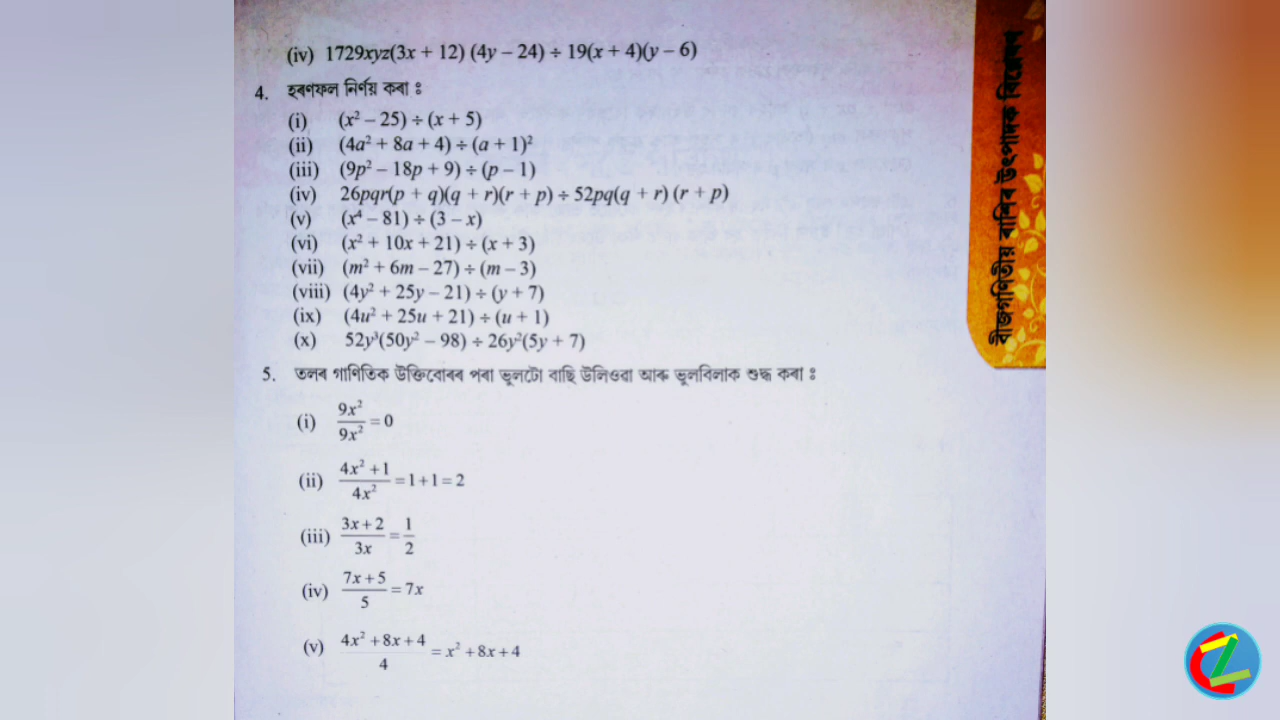 (iv) 1729xyz(3x + 12) (4y – 24) ÷ 19(x + 4)(y – 6)
4. হৰণফল নিৰ্ণয় কৰা ঃ
(i) (x² – 25) ÷ (x + 5)
(ii) (4a² + 8a + 4) ÷ (a + 1)²
(iii) (9p² – 18p + 9) ÷ (p – 1)
(iv) 26pqr(p + q)(q + r)(r + p) ÷ 52pq(q + r) (r + p)
(v) (x⁴ – 81) ÷ (3 – x)
(vi) (x² + 10x + 21) ÷ (x + 3)
(vii) (m² + 6m – 27) ÷ (m – 3)
(viii) (4y² + 25y – 21) ÷ (y + 7)
(ix) (4u² + 25u + 21) ÷ (u + 1)
(x) 52y³(50y² – 98) ÷ 26y²(5y + 7)
5. তলৰ গাণিতিক উক্তিবোৰৰ পৰা ভুলটো বাছি উলিওৱা আৰু ভুলবিলাক শুদ্ধ কৰা ঃ
(i) 9x²/9x² = 0
(ii) 4x² + 1/4x² = 1 + 1 = 2
(iii) 3x + 2/3x = 1/2
(iv) 7x + 5/5 = 7x
(v) 4x² + 8x + 4/4 = x² + 8x + 4
বীজগণিতীয় ৰাশিৰ উৎপাদক বিশ্লেষণ